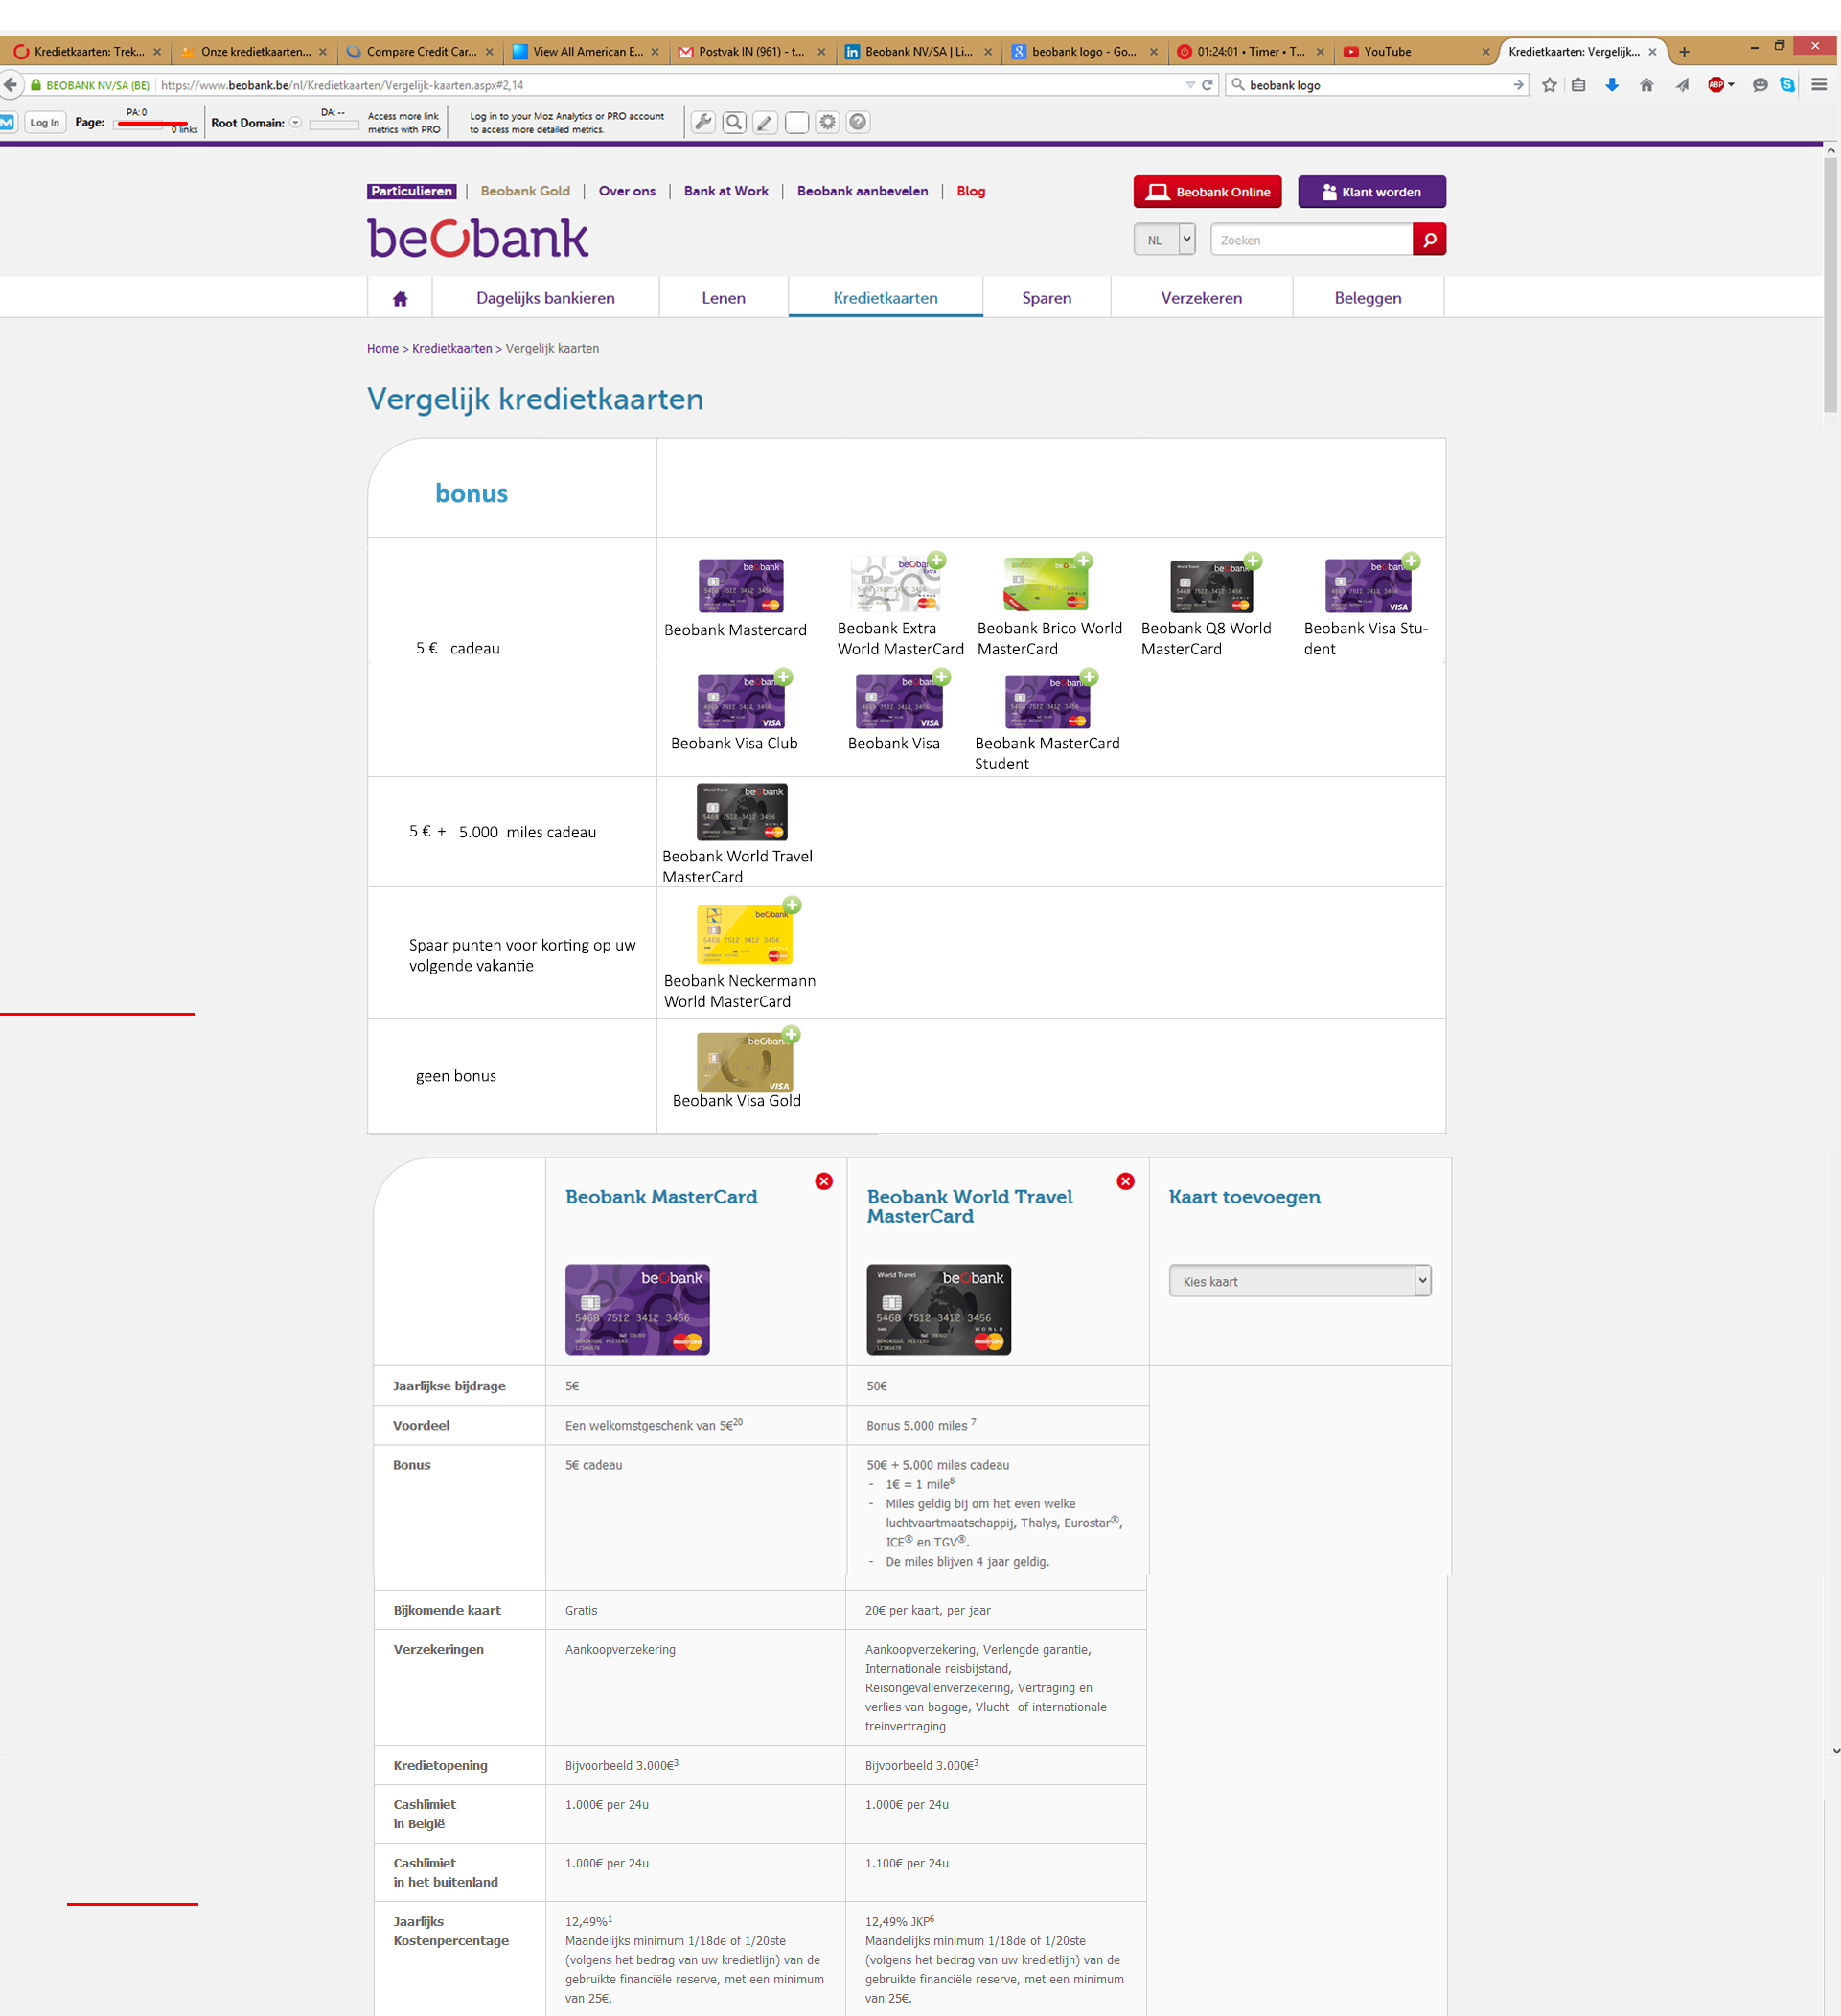 Kredietkaarten: Trek... × Onze kredietkaarten... × Compare Credit Car... × View All American E... × Postvak IN (961) - t... × Beobank NV/SA | Li... × beobank logo - Go... × 01:24:01 • Timer • T... × YouTube × Kredietkaarten: Vergelijk... × +
BEOBANK NV/SA (BE) https://www.beobank.be/nl/Kredietkaarten/Vergelijk-kaarten.aspx#2,14 beobank logo ABP
M Log In Page: PA: 0 0 links Root Domain: DA: -- Access more link metrics with PRO Log in to your Moz Analytics or PRO account to access more detailed metrics.
Particulieren | Beobank Gold | Over ons | Bank at Work | Beobank aanbevelen | Blog
Beobank Online Klant worden
beobank
NL Zoeken
Dagelijks bankieren Lenen Kredietkaarten Sparen Verzekeren Beleggen
Home > Kredietkaarten > Vergelijk kaarten
Vergelijk kredietkaarten
bonus
5 € cadeau
Beobank Mastercard
Beobank Extra
World MasterCard
Beobank Brico World
MasterCard
Beobank Q8 World
MasterCard
Beobank Visa Stu-
dent
Beobank Visa Club
Beobank Visa
Beobank MasterCard
Student
5 € + 5.000 miles cadeau
Beobank World Travel
MasterCard
Spaar punten voor korting op uw
volgende vakantie
Beobank Neckermann
World MasterCard
geen bonus
Beobank Visa Gold
Beobank MasterCard
Beobank World Travel
MasterCard
Kaart toevoegen
beobank
5468 7512 3412 3456
DOMINIQUE PEETERS
12345678
MasterCard
World Travel beobank
5468 7512 3412 3456
WORLD
DOMINIQUE PEETERS
12345678
MasterCard
Kies kaart
Jaarlijkse bijdrage 5€ 50€
Voordeel Een welkomstgeschenk van 5€20 Bonus 5.000 miles 7
Bonus 5€ cadeau 50€ + 5.000 miles cadeau
- 1€ = 1 mile8
- Miles geldig bij om het even welke
luchtvaartmaatschappij, Thalys, Eurostar®,
ICE® en TGV®.
- De miles blijven 4 jaar geldig.
Bijkomende kaart Gratis 20€ per kaart, per jaar
Verzekeringen Aankoopverzekering Aankoopverzekering, Verlengde garantie,
Internationale reisbijstand,
Reisongevallenverzekering, Vertraging en
verlies van bagage, Vlucht- of internationale
treinvertraging
Kredietopening Bijvoorbeeld 3.000€3 Bijvoorbeeld 3.000€3
Cashlimiet
in België
1.000€ per 24u 1.000€ per 24u
Cashlimiet
in het buitenland
1.000€ per 24u 1.100€ per 24u
Jaarlijks
Kostenpercentage
12,49%1
Maandelijks minimum 1/18de of 1/20ste
(volgens het bedrag van uw kredietlijn) van de
gebruikte financiële reserve, met een minimum
van 25€.
12,49% JKP6
Maandelijks minimum 1/18de of 1/20ste
(volgens het bedrag van uw kredietlijn) van de
gebruikte financiële reserve, met een minimum
van 25€.